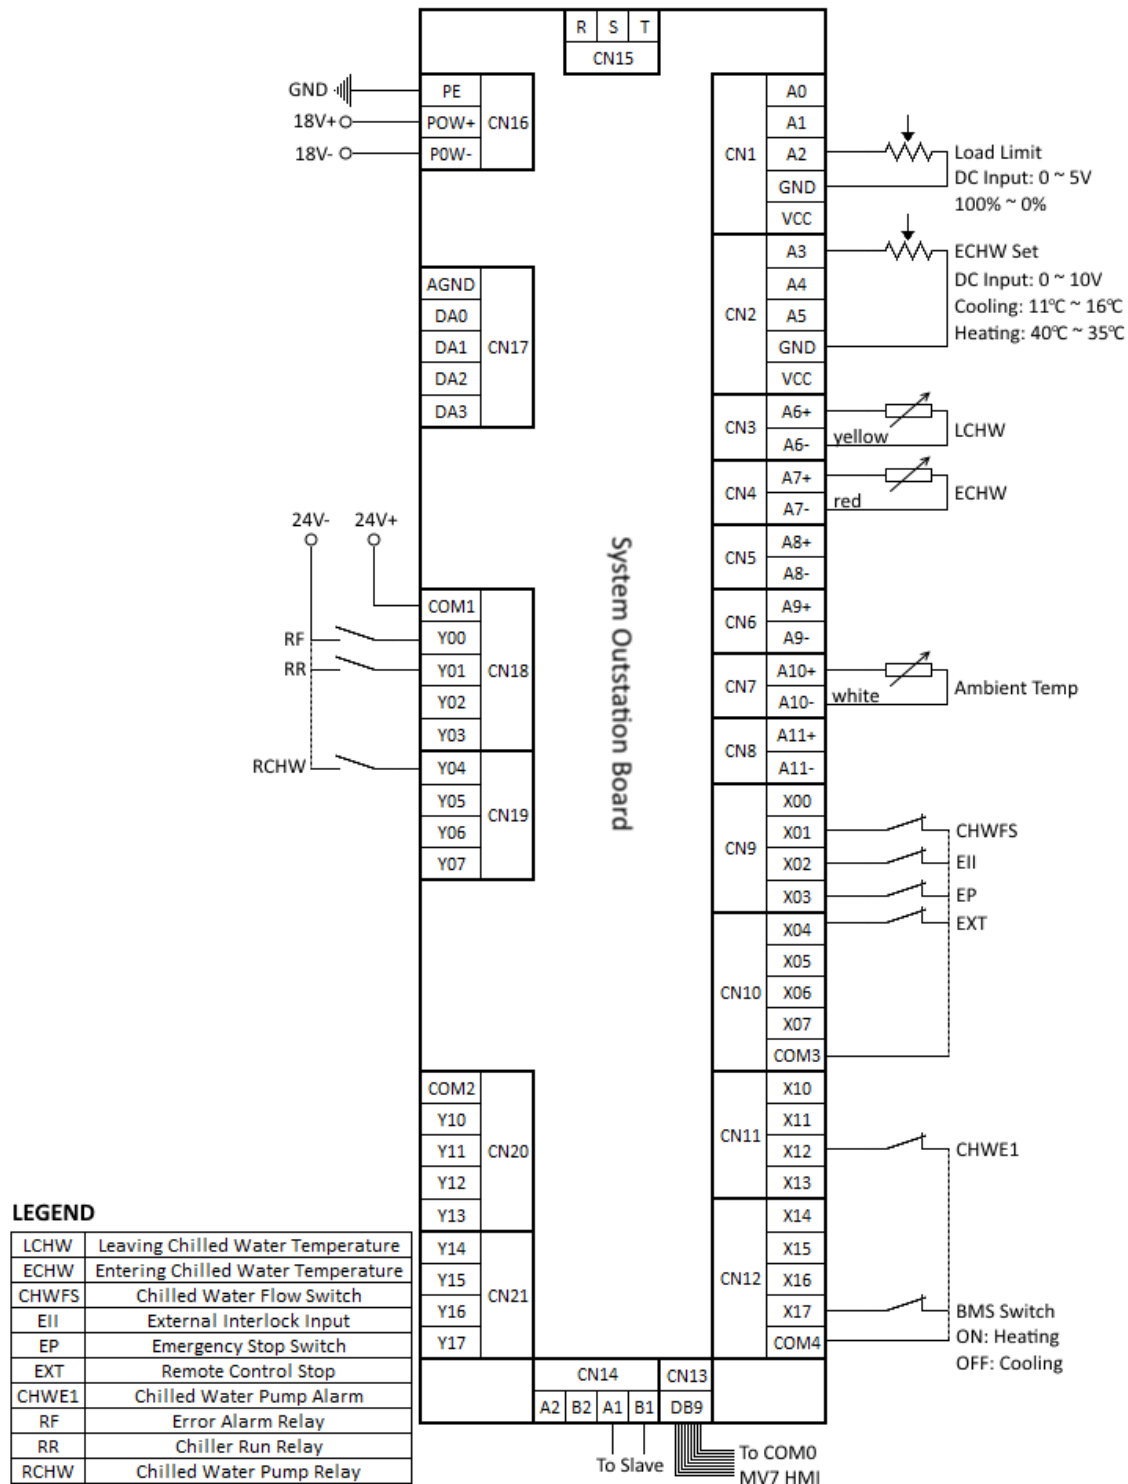 R S T
CN15
GND
PE
18V+
POW+
CN16
18V-
P0W-
A0
A1
CN1
A2
GND
VCC
Load Limit
DC Input: 0 ~ 5V
100% ~ 0%
AGND
DA0
DA1
CN17
DA2
DA3
A3
A4
CN2
A5
GND
VCC
ECHW Set
DC Input: 0 ~ 10V
Cooling: 11℃ ~ 16℃
Heating: 40℃ ~ 35℃
CN3
A6+
A6-
yellow
LCHW
CN4
A7+
A7-
red
ECHW
CN5
A8+
A8-
CN6
A9+
A9-
CN7
A10+
A10-
white
Ambient Temp
CN8
A11+
A11-
24V-
24V+
COM1
RF
Y00
RR
Y01
CN18
Y02
Y03
RCHW
Y04
Y05
CN19
Y06
Y07
System Outstation Board
X00
X01
CN9
X02
X03
CHWFS
EII
EP
EXT
X04
X05
CN10
X06
X07
COM3
COM2
Y10
Y11
CN20
Y12
Y13
X10
X11
CN11
X12
X13
CHWE1
Y14
Y15
CN21
Y16
Y17
X14
X15
CN12
X16
X17
COM4
BMS Switch
ON: Heating
OFF: Cooling
CN14
CN13
A2 B2 A1 B1 DB9
To Slave
To COM0
MV7 HMI
LEGEND
LCHW Leaving Chilled Water Temperature
ECHW Entering Chilled Water Temperature
CHWFS Chilled Water Flow Switch
EII External Interlock Input
EP Emergency Stop Switch
EXT Remote Control Stop
CHWE1 Chilled Water Pump Alarm
RF Error Alarm Relay
RR Chiller Run Relay
RCHW Chilled Water Pump Relay